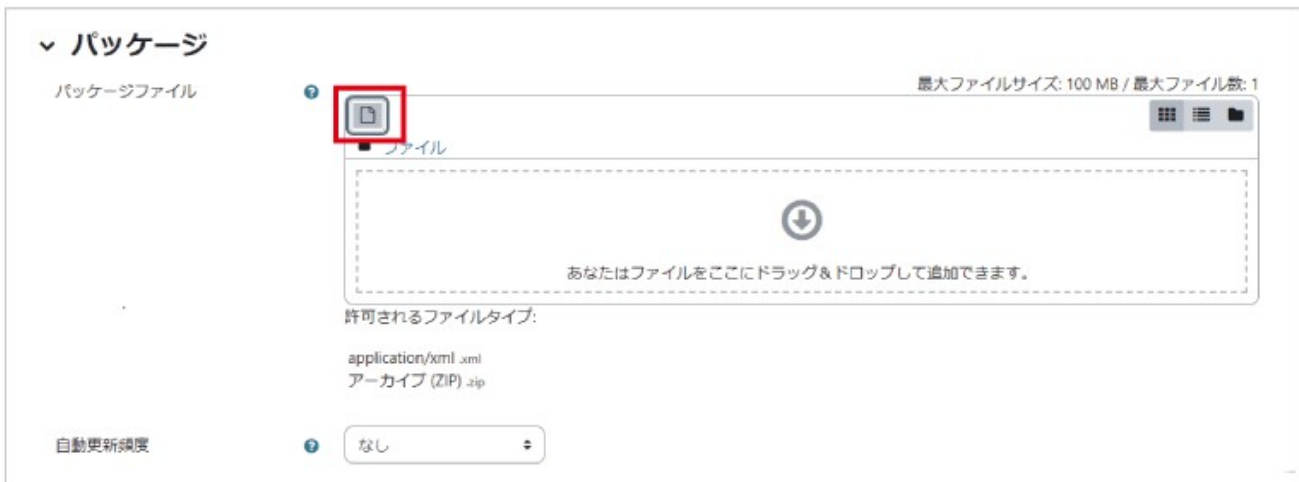 パッケージ
パッケージファイル
最大ファイルサイズ: 100 MB / 最大ファイル数: 1
ファイル
あなたはファイルをここにドラッグ＆ドロップして追加できます。
許可されるファイルタイプ:
application/xml .xml
アーカイブ (ZIP) .zip
自動更新頻度
なし